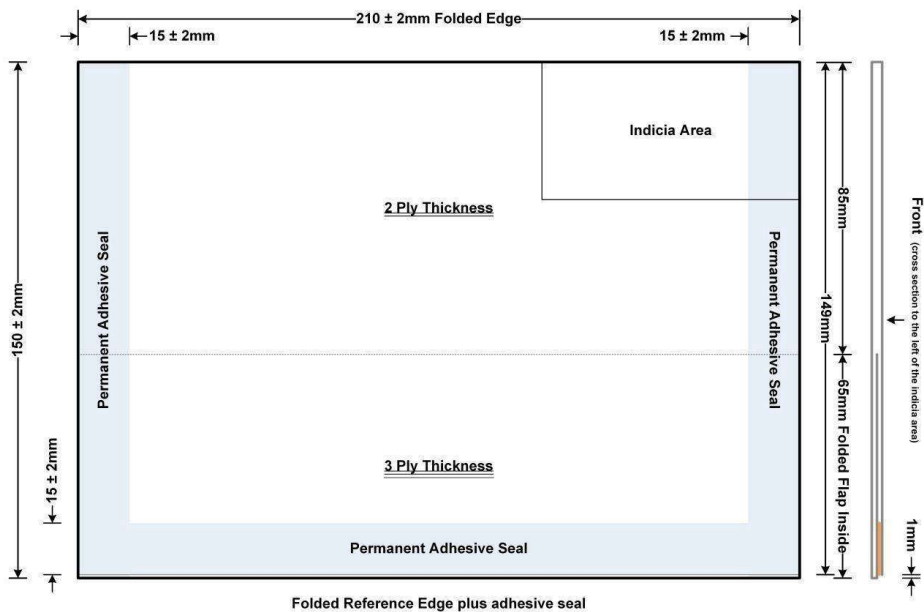 210 ± 2mm Folded Edge
15 ± 2mm
15 ± 2mm
Indicia Area
2 Ply Thickness
Permanent Adhesive Seal
Permanent Adhesive Seal
150 ± 2mm
85mm
149mm
Front (cross section to the left of the indicia area)
3 Ply Thickness
15 ± 2mm
65mm Folded Flap Inside
1mm
Permanent Adhesive Seal
Folded Reference Edge plus adhesive seal